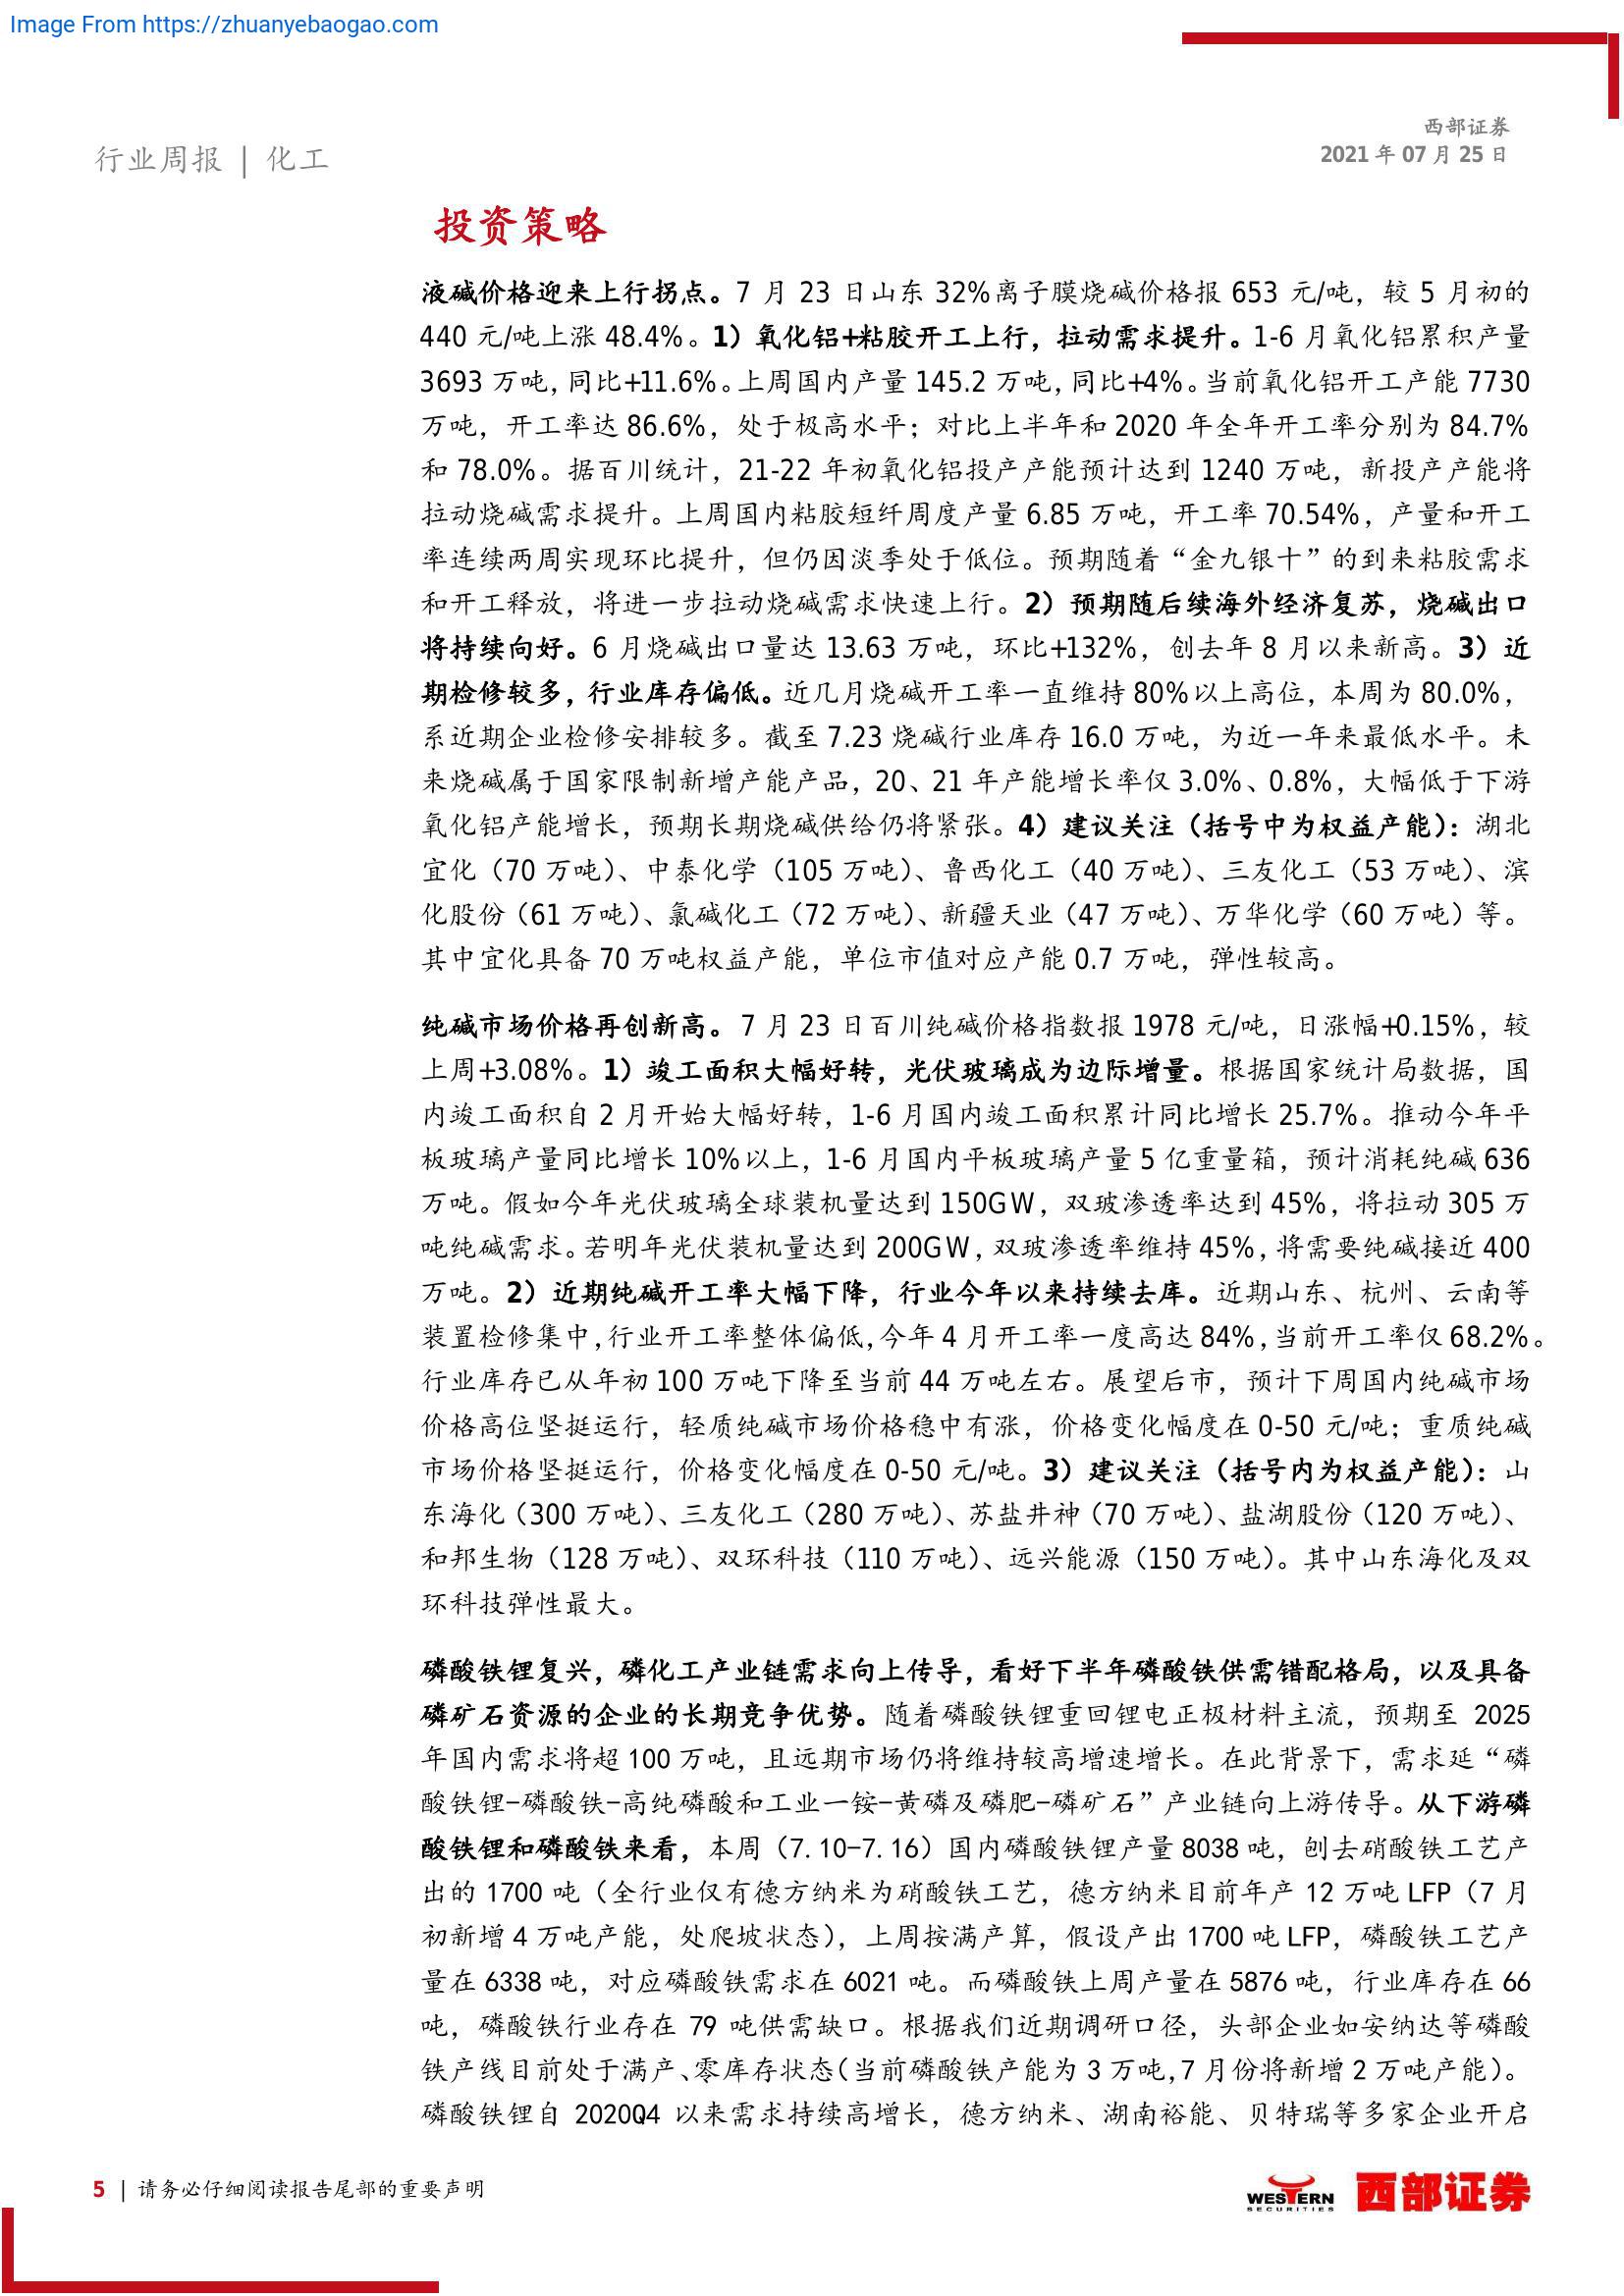 Image From https://zhuanyebaogao.com
西部证券
2021 年 07 月 25 日
行业周报 | 化工
投资策略
液碱价格迎来上行拐点。7 月 23 日山东 32%离子膜烧碱价格报 653 元/吨，较 5 月初的
440 元/吨上涨 48.4%。1）氧化铝+粘胶开工上行，拉动需求提升。1-6 月氧化铝累积产量
3693 万吨，同比+11.6%。上周国内产量 145.2 万吨，同比+4%。当前氧化铝开工产能 7730
万吨，开工率达 86.6%，处于极高水平；对比上半年和 2020 年全年开工率分别为 84.7%
和 78.0%。据百川统计，21-22 年初氧化铝投产产能预计达到 1240 万吨，新投产产能将
拉动烧碱需求提升。上周国内粘胶短纤周度产量 6.85 万吨，开工率 70.54%，产量和开工
率连续两周实现环比提升，但仍因淡季处于低位。预期随着“金九银十”的到来粘胶需求
和开工释放，将进一步拉动烧碱需求快速上行。2）预期随后续海外经济复苏，烧碱出口
将持续向好。6 月烧碱出口量达 13.63 万吨，环比+132%，创去年 8 月以来新高。3）近
期检修较多，行业库存偏低。近几月烧碱开工率一直维持 80%以上高位，本周为 80.0%，
系近期企业检修安排较多。截至 7.23 烧碱行业库存 16.0 万吨，为近一年来最低水平。未
来烧碱属于国家限制新增产能产品，20、21 年产能增长率仅 3.0%、0.8%，大幅低于下游
氧化铝产能增长，预期长期烧碱供给仍将紧张。4）建议关注（括号中为权益产能）：湖北
宜化（70 万吨）、中泰化学（105 万吨）、鲁西化工（40 万吨）、三友化工（53 万吨）、滨
化股份（61 万吨）、氯碱化工（72 万吨）、新疆天业（47 万吨）、万华化学（60 万吨）等。
其中宜化具备 70 万吨权益产能，单位市值对应产能 0.7 万吨，弹性较高。
纯碱市场价格再创新高。7 月 23 日百川纯碱价格指数报 1978 元/吨，日涨幅+0.15%，较
上周+3.08%。1）竣工面积大幅好转，光伏玻璃成为边际增量。根据国家统计局数据，国
内竣工面积自 2 月开始大幅好转，1-6 月国内竣工面积累计同比增长 25.7%。推动今年平
板玻璃产量同比增长 10%以上，1-6 月国内平板玻璃产量 5 亿重量箱，预计消耗纯碱 636
万吨。假如今年光伏玻璃全球装机量达到 150GW，双玻渗透率达到 45%，将拉动 305 万
吨纯碱需求。若明年光伏装机量达到 200GW，双玻渗透率维持 45%，将需要纯碱接近 400
万吨。2）近期纯碱开工率大幅下降，行业今年以来持续去库。近期山东、杭州、云南等
装置检修集中，行业开工率整体偏低，今年 4 月开工率一度高达 84%，当前开工率仅 68.2%。
行业库存已从年初 100 万吨下降至当前 44 万吨左右。展望后市，预计下周国内纯碱市场
价格高位坚挺运行，轻质纯碱市场价格稳中有涨，价格变化幅度在 0-50 元/吨；重质纯碱
市场价格坚挺运行，价格变化幅度在 0-50 元/吨。3）建议关注（括号内为权益产能）：山
东海化（300 万吨）、三友化工（280 万吨）、苏盐井神（70 万吨）、盐湖股份（120 万吨）、
和邦生物（128 万吨）、双环科技（110 万吨）、远兴能源（150 万吨）。其中山东海化及双
环科技弹性最大。
磷酸铁锂复兴，磷化工产业链需求向上传导，看好下半年磷酸铁供需错配格局，以及具备
磷矿石资源的企业的长期竞争优势。随着磷酸铁锂重回锂电正极材料主流，预期至 2025
年国内需求将超 100 万吨，且远期市场仍将维持较高增速增长。在此背景下，需求延“磷
酸铁锂-磷酸铁-高纯磷酸和工业一铵-黄磷及磷肥-磷矿石”产业链向上游传导。从下游磷
酸铁锂和磷酸铁来看，本周（7.10-7.16）国内磷酸铁锂产量 8038 吨，刨去硝酸铁工艺产
出的 1700 吨（全行业仅有德方纳米为硝酸铁工艺，德方纳米目前年产 12 万吨 LFP（7 月
初新增 4 万吨产能，处爬坡状态），上周按满产算，假设产出 1700 吨 LFP，磷酸铁工艺产
量在 6338 吨，对应磷酸铁需求在 6021 吨。而磷酸铁上周产量在 5876 吨，行业库存在 66
吨，磷酸铁行业存在 79 吨供需缺口。根据我们近期调研口径，头部企业如安纳达等磷酸
铁产线目前处于满产、零库存状态（当前磷酸铁产能为 3 万吨，7 月份将新增 2 万吨产能）。
磷酸铁锂自 2020Q4 以来需求持续高增长，德方纳米、湖南裕能、贝特瑞等多家企业开启
5 | 请务必仔细阅读报告尾部的重要声明
WESTERN
SECURITIES
西部证券